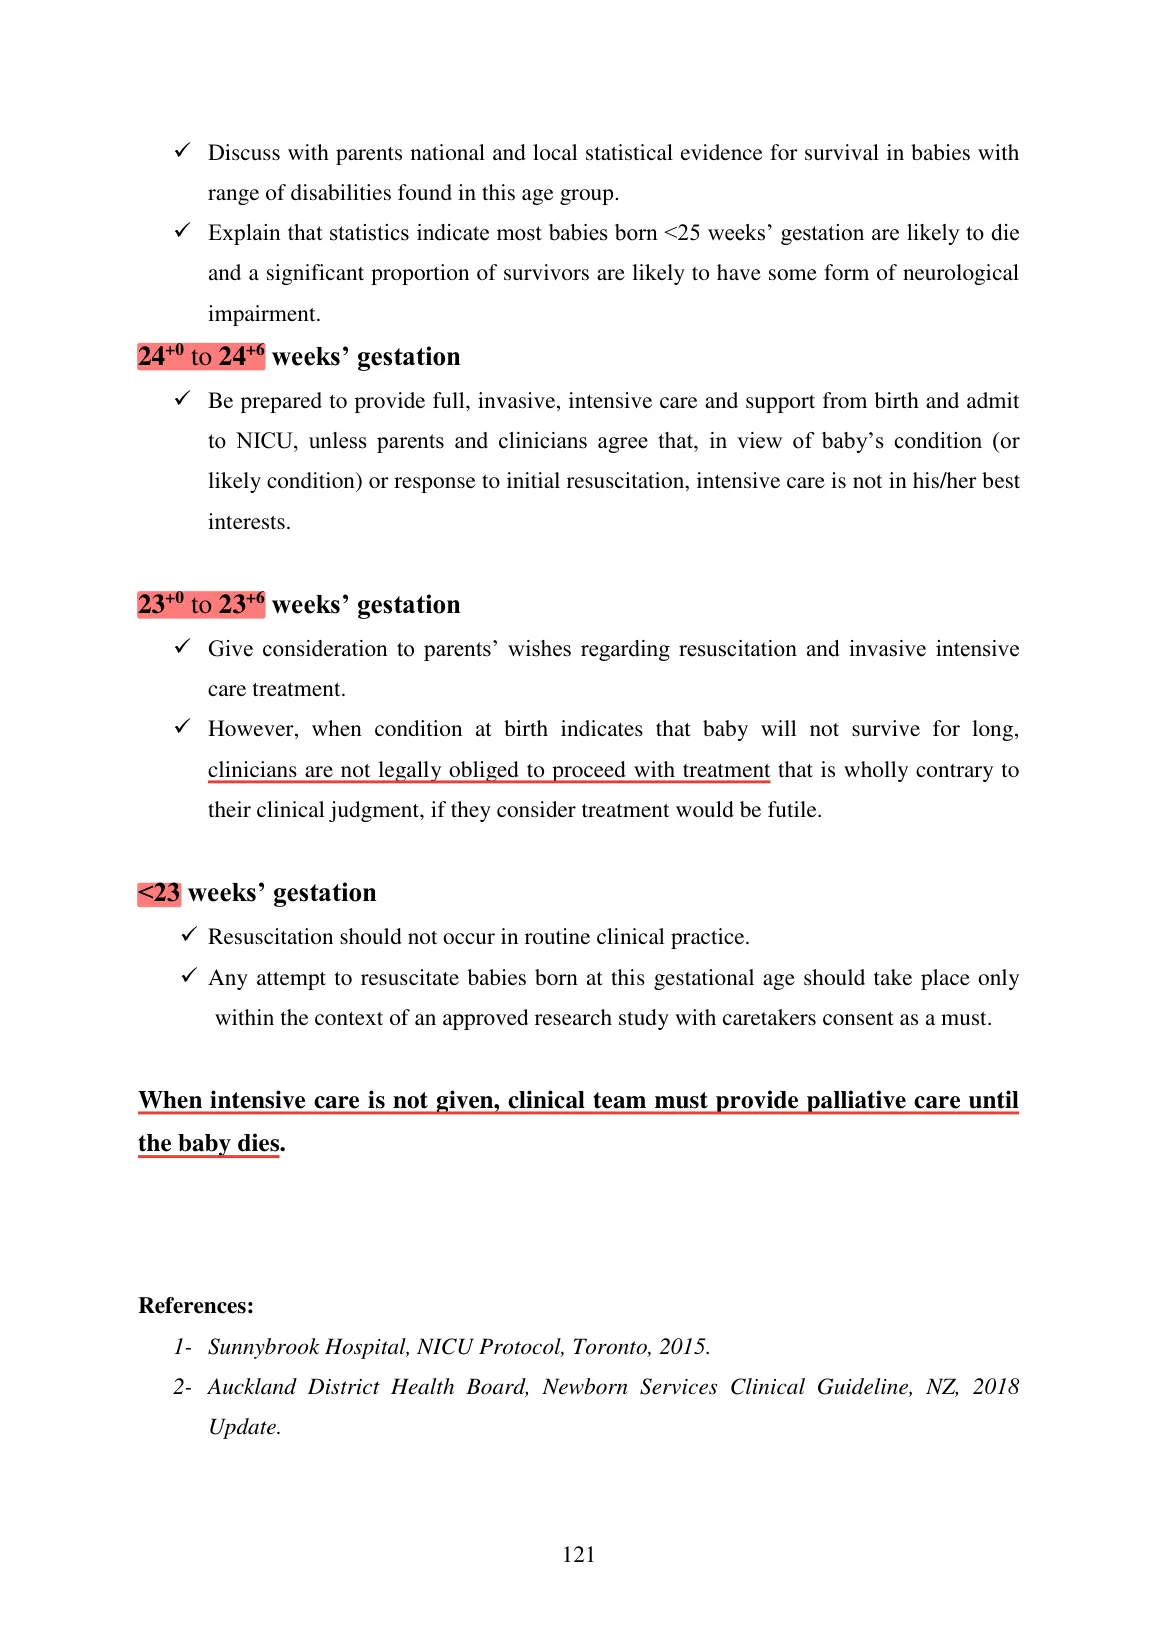 ✓ Discuss with parents national and local statistical evidence for survival in babies with
range of disabilities found in this age group.
✓ Explain that statistics indicate most babies born <25 weeks’ gestation are likely to die
and a significant proportion of survivors are likely to have some form of neurological
impairment.
24+0 to 24+6 weeks’ gestation
✓ Be prepared to provide full, invasive, intensive care and support from birth and admit
to NICU, unless parents and clinicians agree that, in view of baby’s condition (or
likely condition) or response to initial resuscitation, intensive care is not in his/her best
interests.
23+0 to 23+6 weeks’ gestation
✓ Give consideration to parents’ wishes regarding resuscitation and invasive intensive
care treatment.
✓ However, when condition at birth indicates that baby will not survive for long,
clinicians are not legally obliged to proceed with treatment that is wholly contrary to
their clinical judgment, if they consider treatment would be futile.
<23 weeks’ gestation
✓ Resuscitation should not occur in routine clinical practice.
✓ Any attempt to resuscitate babies born at this gestational age should take place only
within the context of an approved research study with caretakers consent as a must.
When intensive care is not given, clinical team must provide palliative care until
the baby dies.
References:
1- Sunnybrook Hospital, NICU Protocol, Toronto, 2015.
2- Auckland District Health Board, Newborn Services Clinical Guideline, NZ, 2018
Update.
121